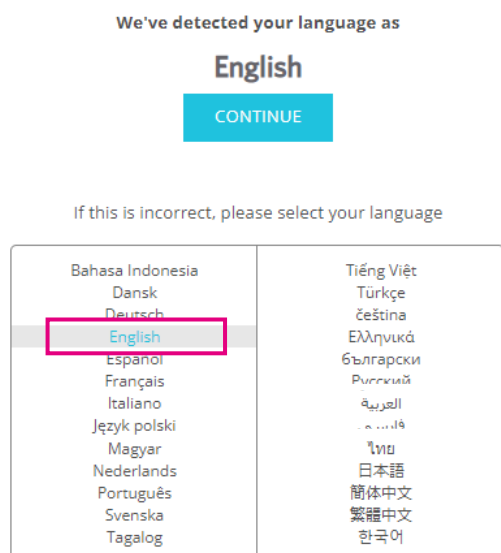 We've detected your language as
English
CONTINUE
If this is incorrect, please select your language
Bahasa Indonesia
Dansk
Deutsch
English
Español
Français
Italiano
Język polski
Magyar
Nederlands
Português
Svenska
Tagalog
Tiếng Việt
Türkçe
čeština
Ελληνικά
български
Русский
العربية
فارسی
ไทย
日本語
简体中文
繁體中文
한국어